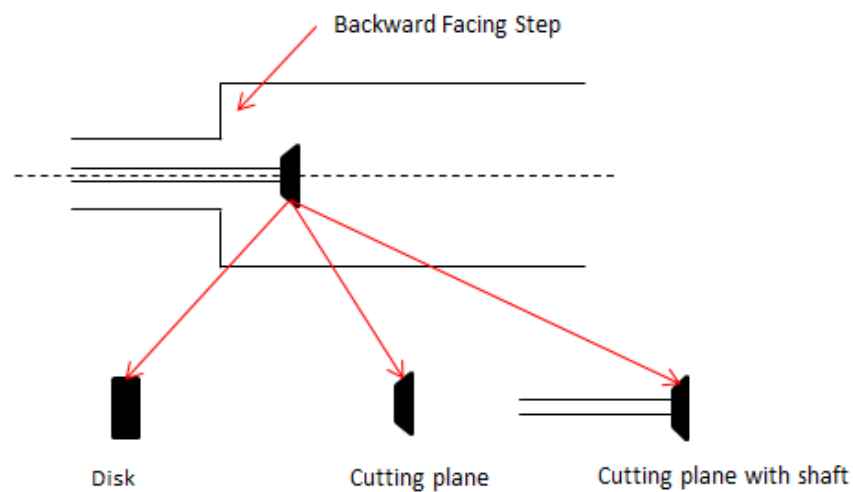 Backward Facing Step
Disk
Cutting plane
Cutting plane with shaft